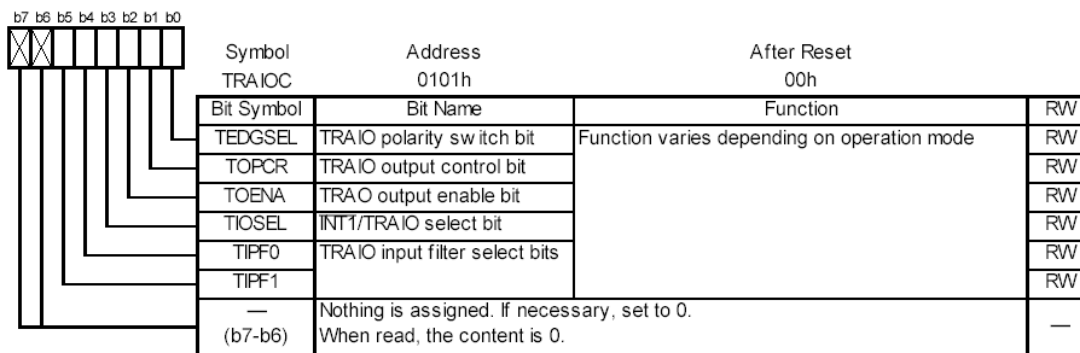 b7 b6 b5 b4 b3 b2 b1 b0
Symbol Address After Reset
TRAIOC 0101h 00h
Bit Symbol Bit Name Function RW
TEDGSEL TRAIO polarity switch bit Function varies depending on operation mode RW
TOPCR TRAIO output control bit RW
TOENA TRAO output enable bit RW
TIOSEL INT1/TRAIO select bit RW
TIPF0 TRAIO input filter select bits RW
TIPF1 RW
— Nothing is assigned. If necessary, set to 0. —
(b7-b6) When read, the content is 0.